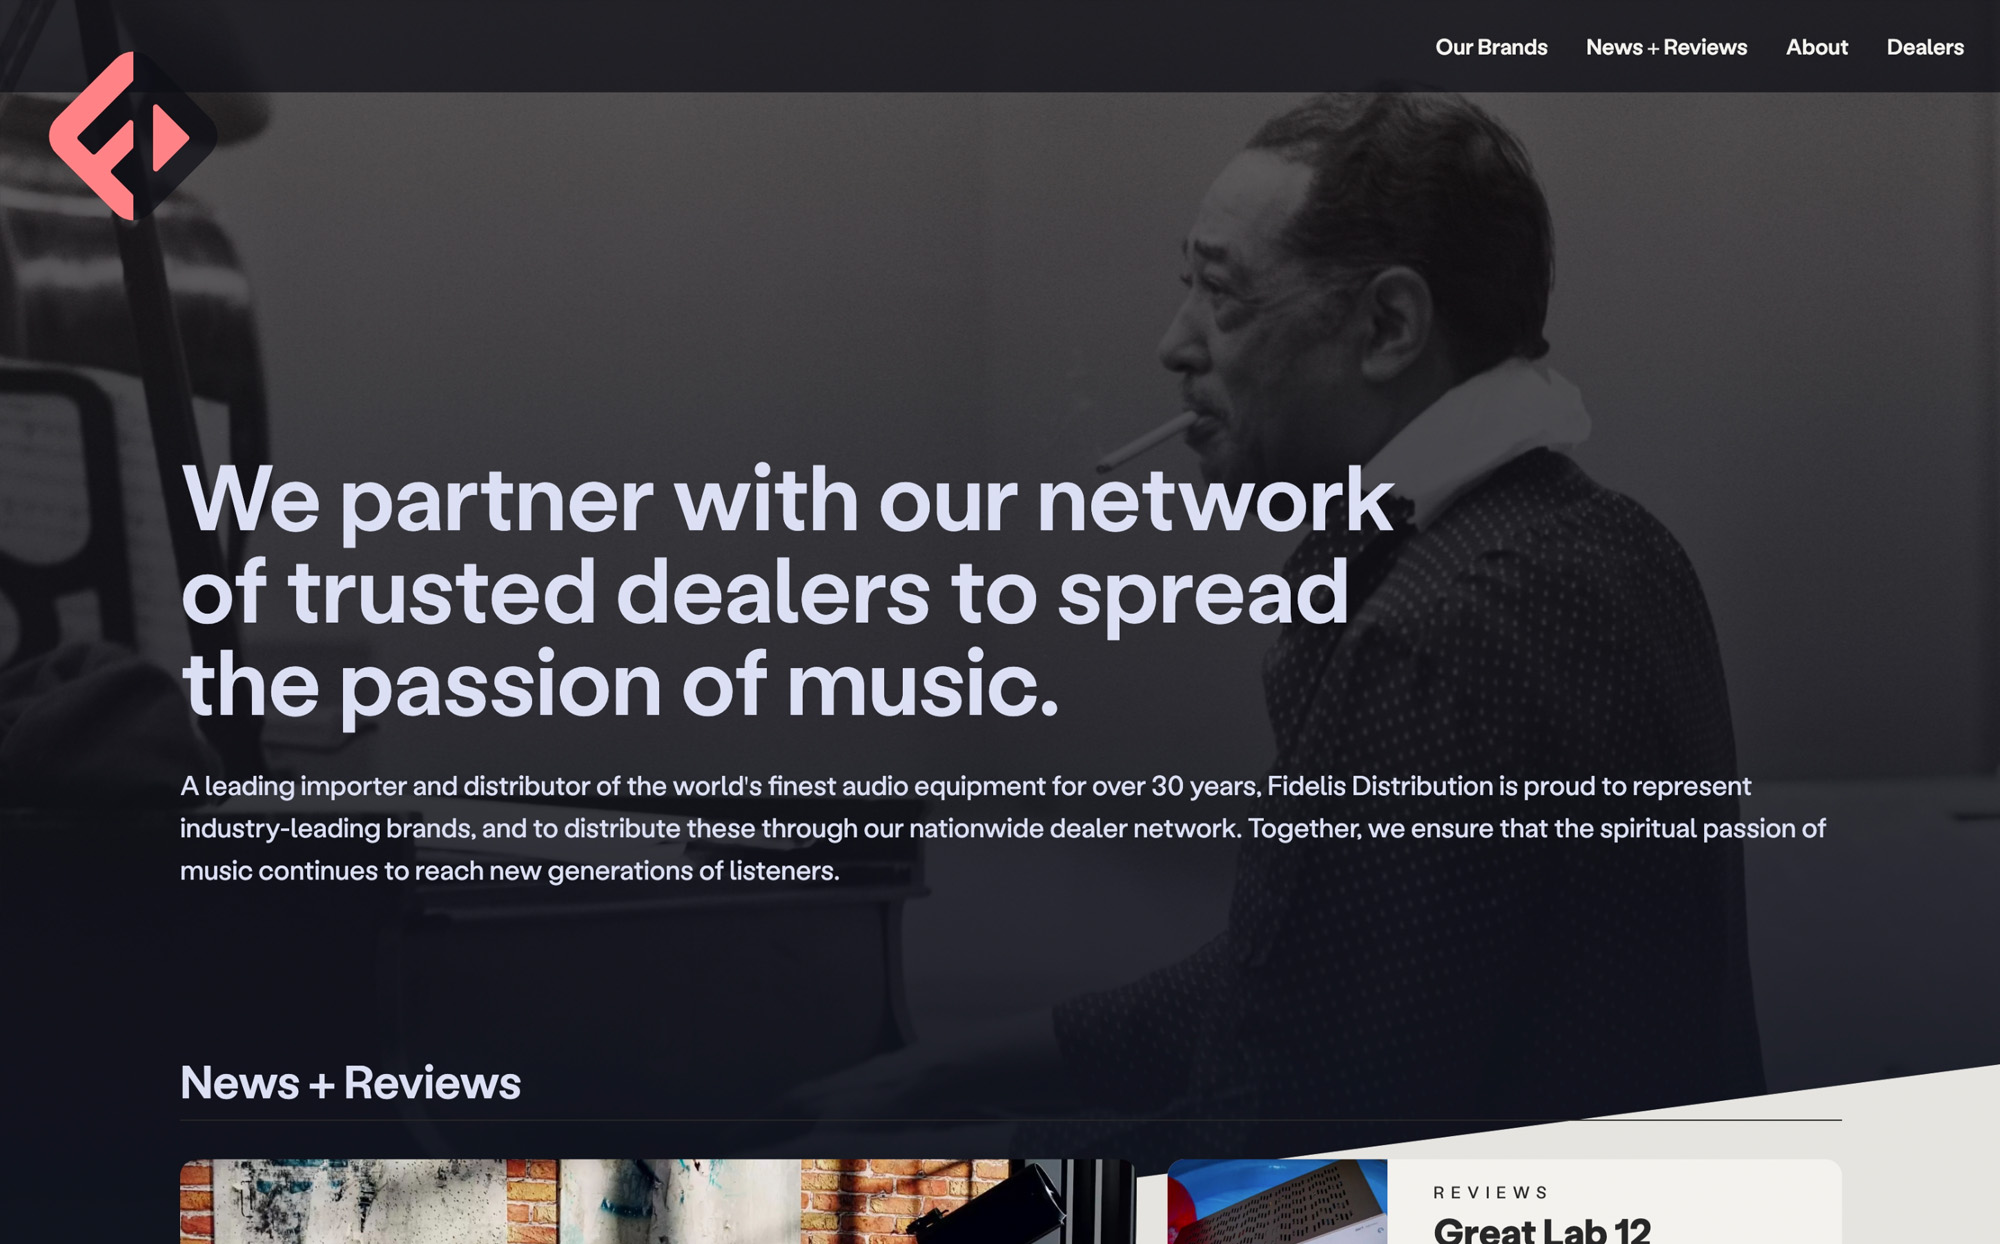 Our Brands News + Reviews About Dealers
We partner with our network
of trusted dealers to spread
the passion of music.
A leading importer and distributor of the world's finest audio equipment for over 30 years, Fidelis Distribution is proud to represent
industry-leading brands, and to distribute these through our nationwide dealer network. Together, we ensure that the spiritual passion of
music continues to reach new generations of listeners.
News + Reviews
REVIEWS
Great Lab 12